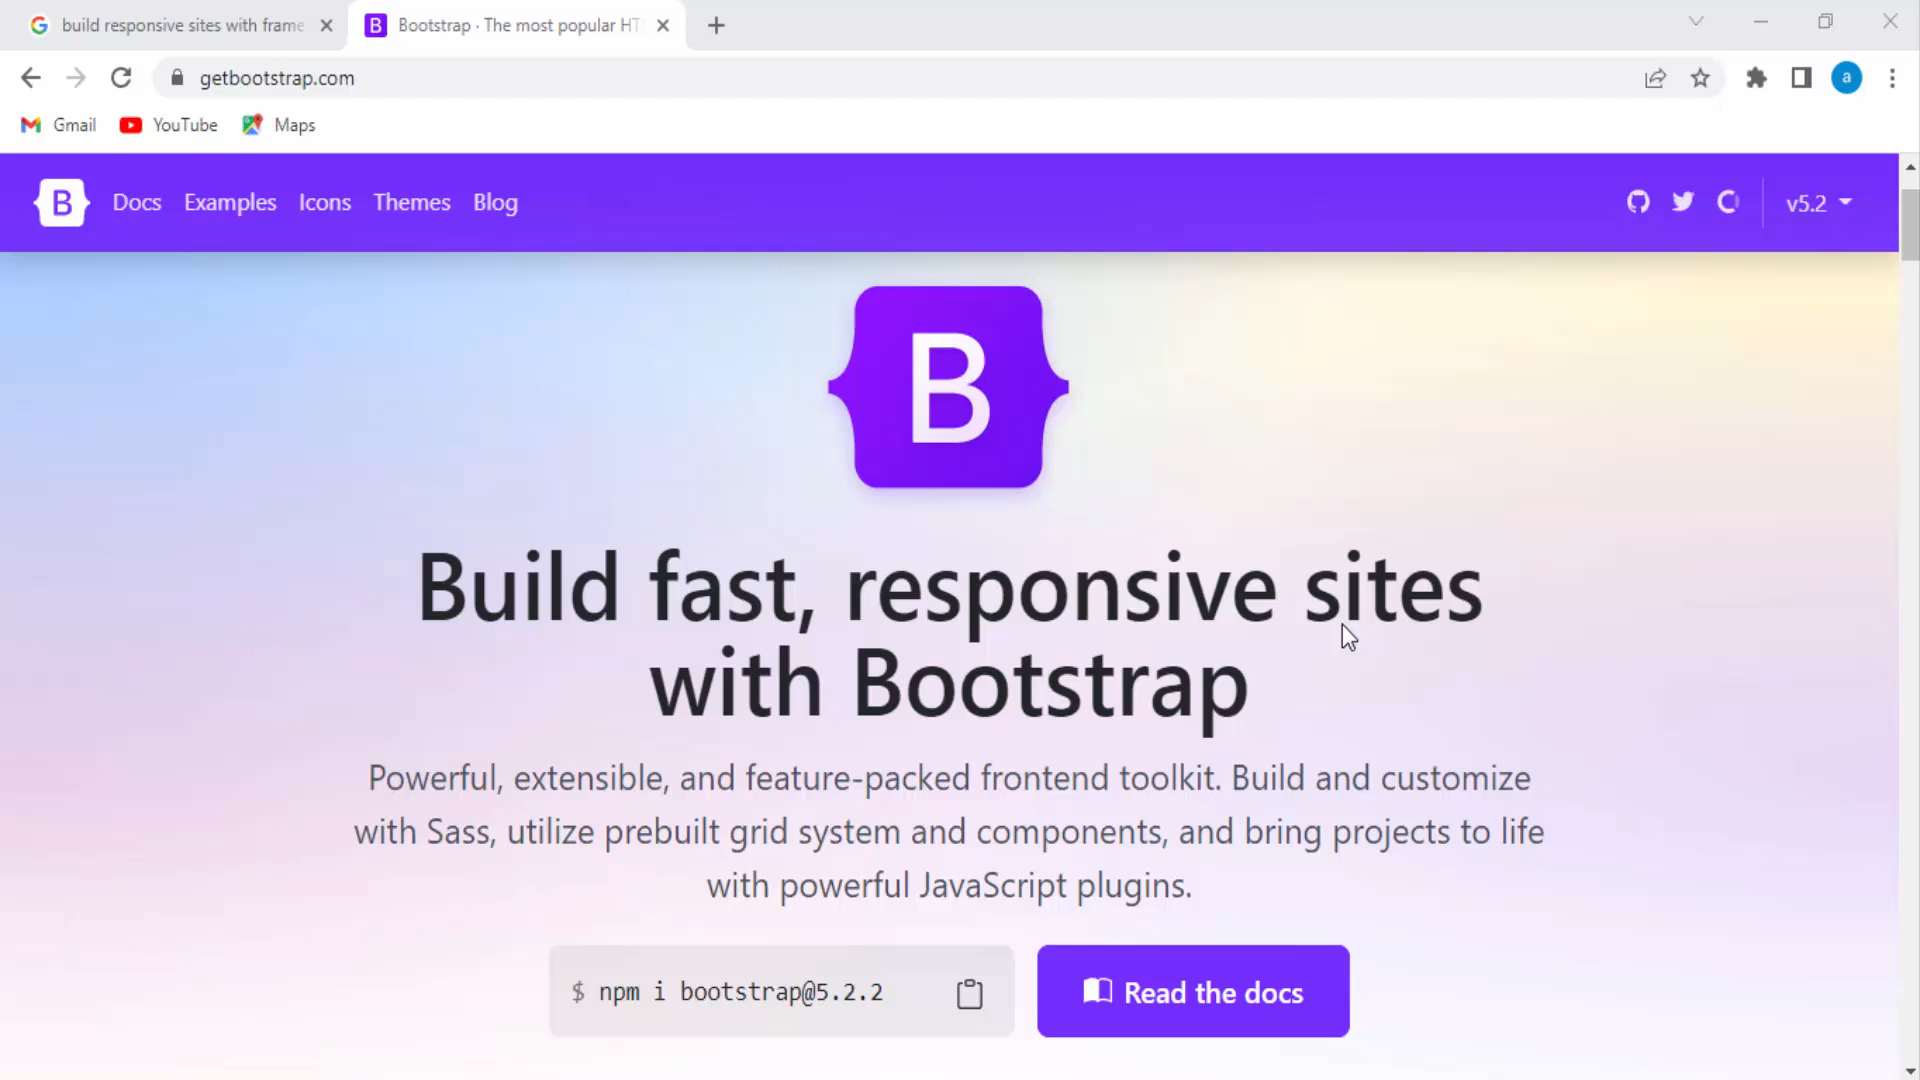 build responsive sites with frame
Bootstrap · The most popular HT
getbootstrap.com
a
Gmail
YouTube
Maps
B
Docs
Examples
Icons
Themes
Blog
v5.2
B
Build fast, responsive sites
with Bootstrap
Powerful, extensible, and feature-packed frontend toolkit. Build and customize
with Sass, utilize prebuilt grid system and components, and bring projects to life
with powerful JavaScript plugins.
$ npm i bootstrap@5.2.2
Read the docs